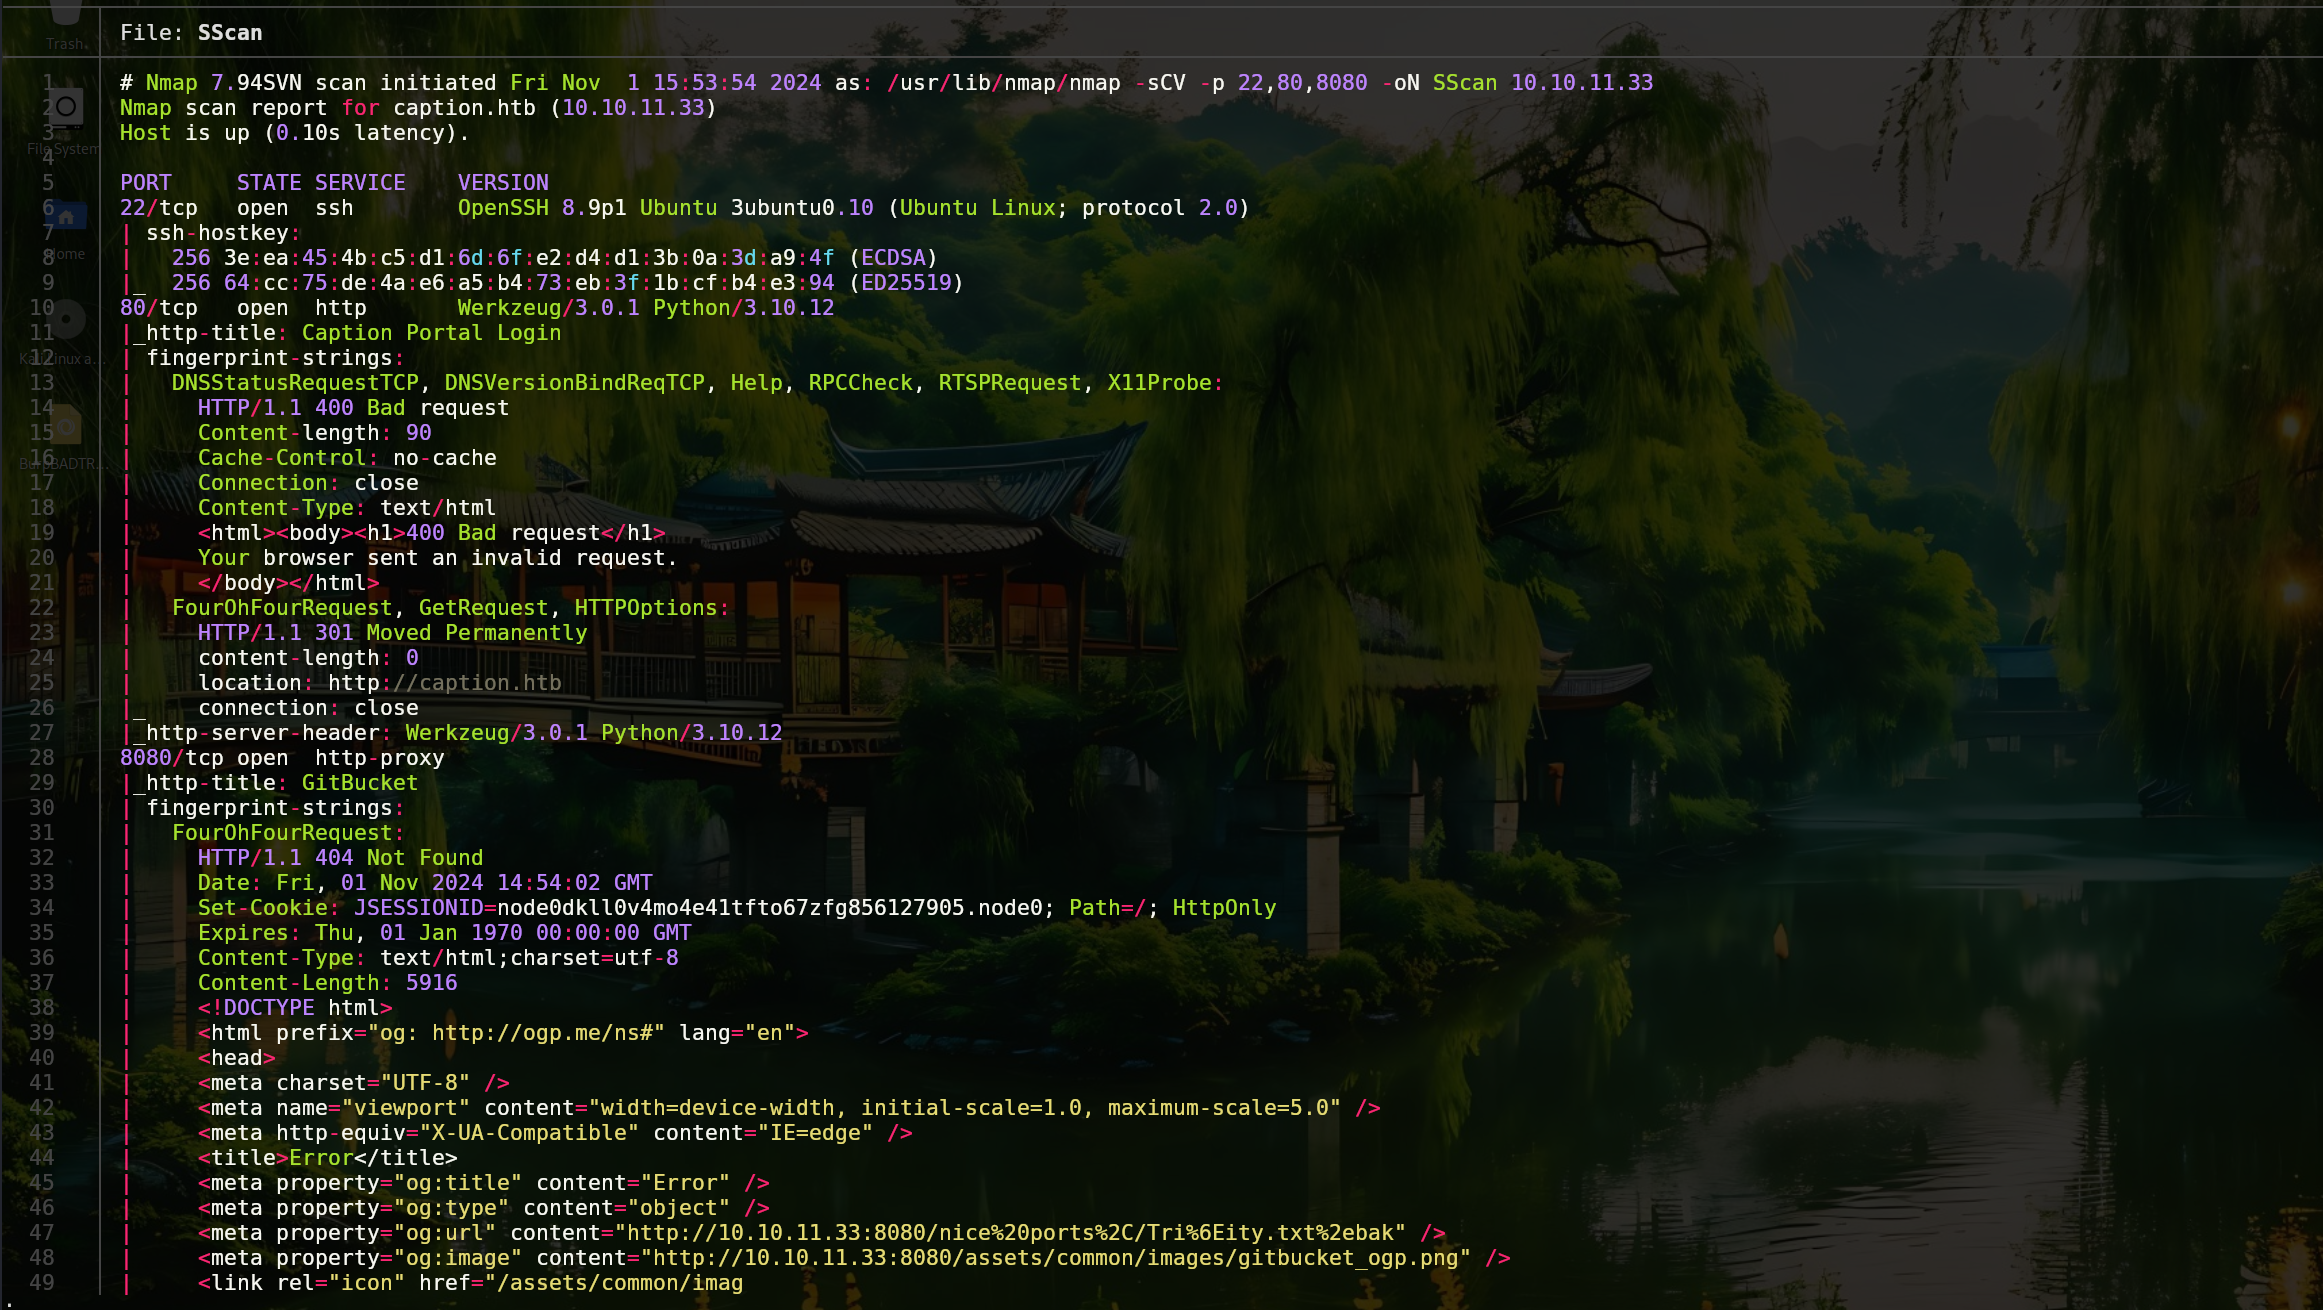 Trash
File: SScan
1 # Nmap 7.94SVN scan initiated Fri Nov  1 15:53:54 2024 as: /usr/lib/nmap/nmap -sCV -p 22,80,8080 -oN SScan 10.10.11.33
2 Nmap scan report for caption.htb (10.10.11.33)
3 Host is up (0.10s latency).
File System
4
5 PORT     STATE SERVICE    VERSION
6 22/tcp   open  ssh        OpenSSH 8.9p1 Ubuntu 3ubuntu0.10 (Ubuntu Linux; protocol 2.0)
7 | ssh-hostkey:
Home
8 |   256 3e:ea:45:4b:c5:d1:6d:6f:e2:d4:d1:3b:0a:3d:a9:4f (ECDSA)
9 |_  256 64:cc:75:de:4a:e6:a5:b4:73:eb:3f:1b:cf:b4:e3:94 (ED25519)
10 80/tcp   open  http       Werkzeug/3.0.1 Python/3.10.12
11 |_http-title: Caption Portal Login
Kali Linux a...
12 | fingerprint-strings:
13 |   DNSStatusRequestTCP, DNSVersionBindReqTCP, Help, RPCCheck, RTSPRequest, X11Probe:
14 |     HTTP/1.1 400 Bad request
15 |     Content-length: 90
16 |     Cache-Control: no-cache
17 |     Connection: close
18 |     Content-Type: text/html
19 |     <html><body><h1>400 Bad request</h1>
20 |     Your browser sent an invalid request.
21 |     </body></html>
22 |   FourOhFourRequest, GetRequest, HTTPOptions:
23 |     HTTP/1.1 301 Moved Permanently
24 |     content-length: 0
25 |     location: http://caption.htb
26 |_    connection: close
27 |_http-server-header: Werkzeug/3.0.1 Python/3.10.12
28 8080/tcp open  http-proxy
29 |_http-title: GitBucket
30 | fingerprint-strings:
31 |   FourOhFourRequest:
32 |     HTTP/1.1 404 Not Found
33 |     Date: Fri, 01 Nov 2024 14:54:02 GMT
34 |     Set-Cookie: JSESSIONID=node0dkll0v4mo4e41tfto67zfg856127905.node0; Path=/; HttpOnly
35 |     Expires: Thu, 01 Jan 1970 00:00:00 GMT
36 |     Content-Type: text/html;charset=utf-8
37 |     Content-Length: 5916
38 |     <!DOCTYPE html>
39 |     <html prefix="og: http://ogp.me/ns#" lang="en">
40 |     <head>
41 |     <meta charset="UTF-8" />
42 |     <meta name="viewport" content="width=device-width, initial-scale=1.0, maximum-scale=5.0" />
43 |     <meta http-equiv="X-UA-Compatible" content="IE=edge" />
44 |     <title>Error</title>
45 |     <meta property="og:title" content="Error" />
46 |     <meta property="og:type" content="object" />
47 |     <meta property="og:url" content="http://10.10.11.33:8080/nice%20ports%2C/Tri%6Eity.txt%2ebak" />
48 |     <meta property="og:image" content="http://10.10.11.33:8080/assets/common/images/gitbucket_ogp.png" />
49 |     <link rel="icon" href="/assets/common/imag